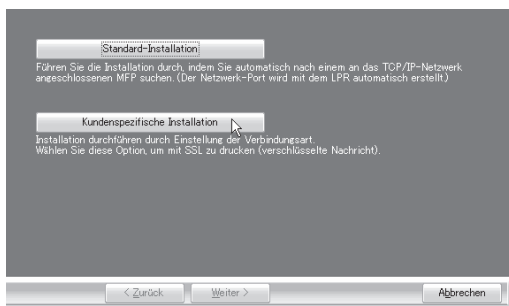 Standard-Installation
Führen Sie die Installation durch, indem Sie automatisch nach einem an das TCP/IP-Netzwerk
angeschlossenen MFP suchen. (Der Netzwerk-Port wird mit dem LPR automatisch erstellt.)
Kundenspezifische Installation
Installation durchführen durch Einstellung der Verbindungsart.
Wählen Sie diese Option, um mit SSL zu drucken (verschlüsselte Nachricht).
< Zurück
Weiter >
Abbrechen